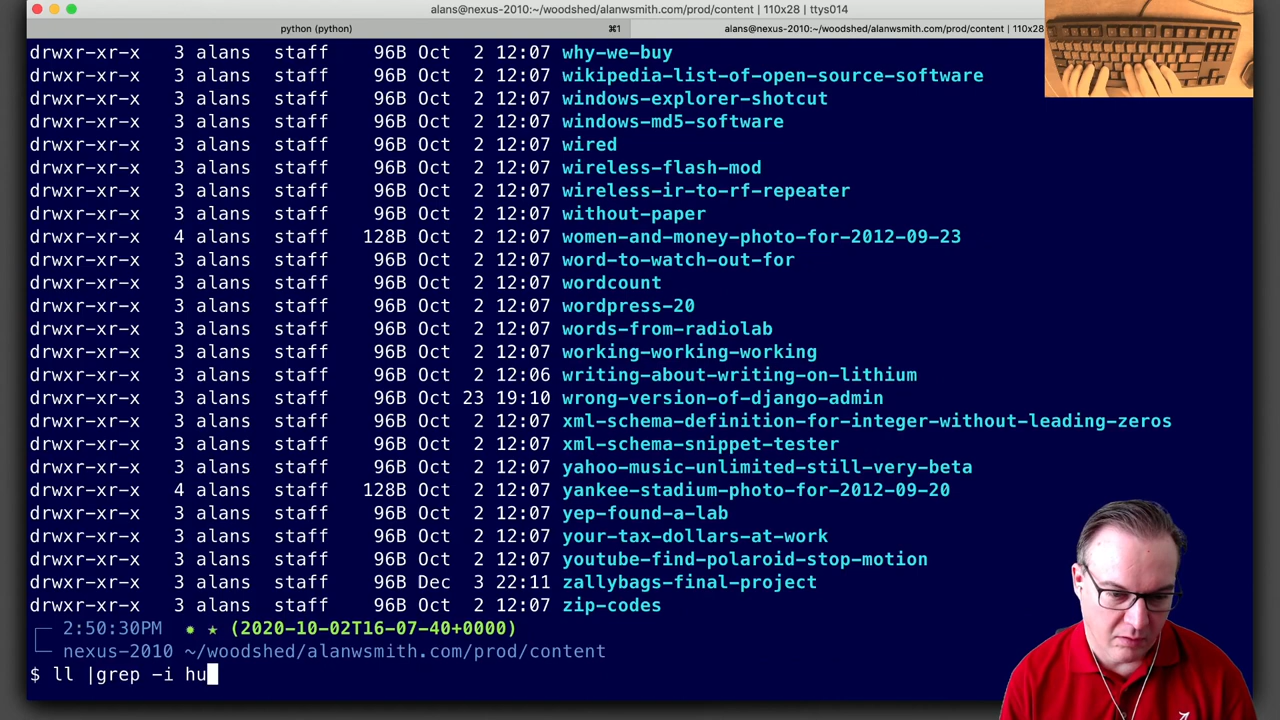 alans@nexus-2010:~/woodshed/alanwsmith.com/prod/content | 110x28 | ttys014
python (python) ⌘1 alans@nexus-2010:~/woodshed/alanwsmith.com/prod/content | 110x28
drwxr-xr-x 3 alans staff 96B Oct 2 12:07 why-we-buy
drwxr-xr-x 3 alans staff 96B Oct 2 12:07 wikipedia-list-of-open-source-software
drwxr-xr-x 3 alans staff 96B Oct 2 12:07 windows-explorer-shotcut
drwxr-xr-x 3 alans staff 96B Oct 2 12:07 windows-md5-software
drwxr-xr-x 3 alans staff 96B Oct 2 12:07 wired
drwxr-xr-x 3 alans staff 96B Oct 2 12:07 wireless-flash-mod
drwxr-xr-x 3 alans staff 96B Oct 2 12:07 wireless-ir-to-rf-repeater
drwxr-xr-x 3 alans staff 96B Oct 2 12:07 without-paper
drwxr-xr-x 4 alans staff 128B Oct 2 12:07 women-and-money-photo-for-2012-09-23
drwxr-xr-x 3 alans staff 96B Oct 2 12:07 word-to-watch-out-for
drwxr-xr-x 3 alans staff 96B Oct 2 12:07 wordcount
drwxr-xr-x 3 alans staff 96B Oct 2 12:07 wordpress-20
drwxr-xr-x 3 alans staff 96B Oct 2 12:07 words-from-radiolab
drwxr-xr-x 3 alans staff 96B Oct 2 12:07 working-working-working
drwxr-xr-x 3 alans staff 96B Oct 2 12:06 writing-about-writing-on-lithium
drwxr-xr-x 3 alans staff 96B Oct 23 19:10 wrong-version-of-django-admin
drwxr-xr-x 3 alans staff 96B Oct 2 12:07 xml-schema-definition-for-integer-without-leading-zeros
drwxr-xr-x 3 alans staff 96B Oct 2 12:07 xml-schema-snippet-tester
drwxr-xr-x 3 alans staff 96B Oct 2 12:07 yahoo-music-unlimited-still-very-beta
drwxr-xr-x 4 alans staff 128B Oct 2 12:07 yankee-stadium-photo-for-2012-09-20
drwxr-xr-x 3 alans staff 96B Oct 2 12:07 yep-found-a-lab
drwxr-xr-x 3 alans staff 96B Oct 2 12:07 your-tax-dollars-at-work
drwxr-xr-x 3 alans staff 96B Oct 2 12:07 youtube-find-polaroid-stop-motion
drwxr-xr-x 3 alans staff 96B Dec 3 22:11 zallybags-final-project
drwxr-xr-x 3 alans staff 96B Oct 2 12:07 zip-codes
2:50:30PM ● ★ (2020-10-02T16-07-40+0000)
nexus-2010 ~/woodshed/alanwsmith.com/prod/content
$ ll |grep -i hu